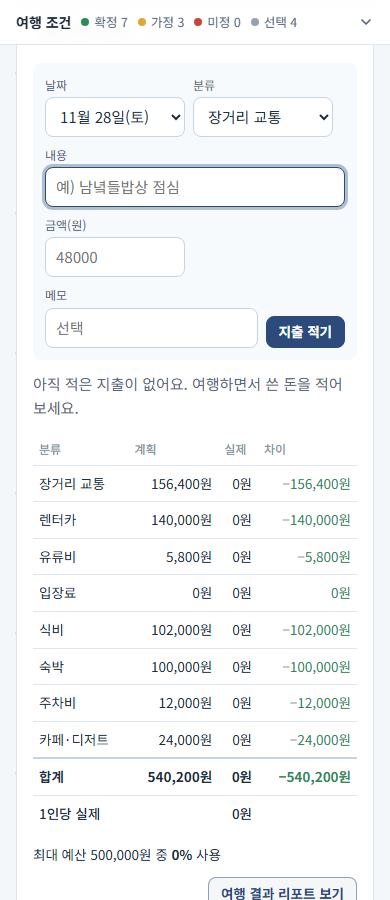 여행 조건 확정 7 가정 3 미정 0 선택 4
날짜 분류
11월 28일(토) 장거리 교통
내용
예) 남녘들밥상 점심
금액(원)
48000
메모
선택 지출 적기
아직 적은 지출이 없어요. 여행하면서 쓴 돈을 적어
보세요.
분류 계획 실제 차이
장거리 교통 156,400원 0원 −156,400원
렌터카 140,000원 0원 −140,000원
유류비 5,800원 0원 −5,800원
입장료 0원 0원 0원
식비 102,000원 0원 −102,000원
숙박 100,000원 0원 −100,000원
주차비 12,000원 0원 −12,000원
카페·디저트 24,000원 0원 −24,000원
합계 540,200원 0원 −540,200원
1인당 실제 0원
최대 예산 500,000원 중 0% 사용
여행 결과 리포트 보기